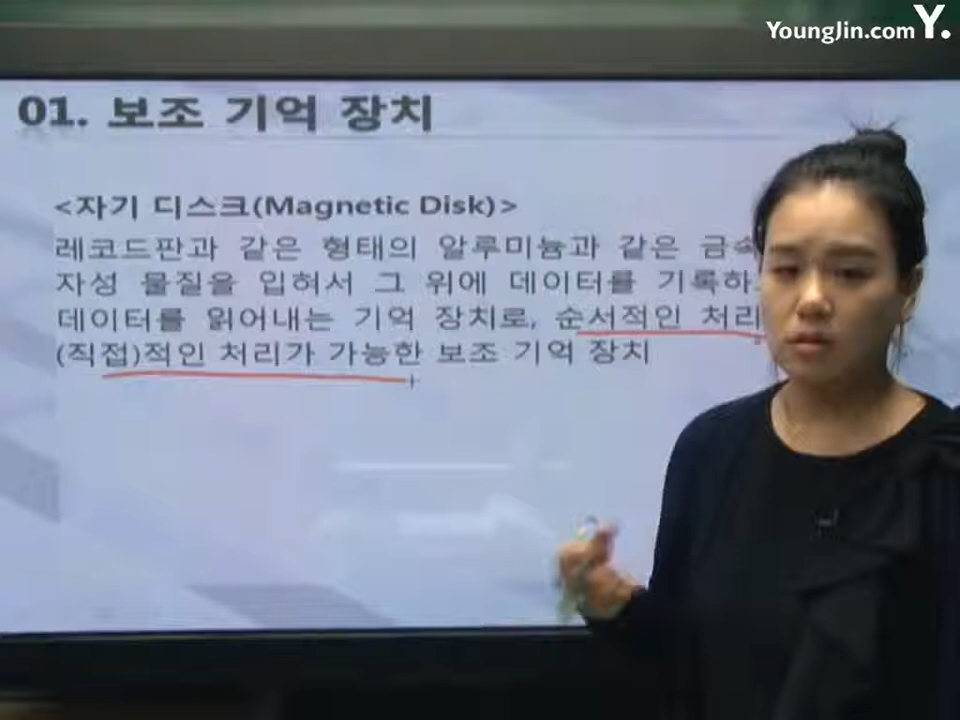 YoungJin.com Y.
01. 보조 기억 장치
<자기 디스크(Magnetic Disk)>
레코드판과 같은 형태의 알루미늄과 같은 금속
자성 물질을 입혀서 그 위에 데이터를 기록하
데이터를 읽어내는 기억 장치로, 순서적인 처리
(직접)적인 처리가 가능한 보조 기억 장치